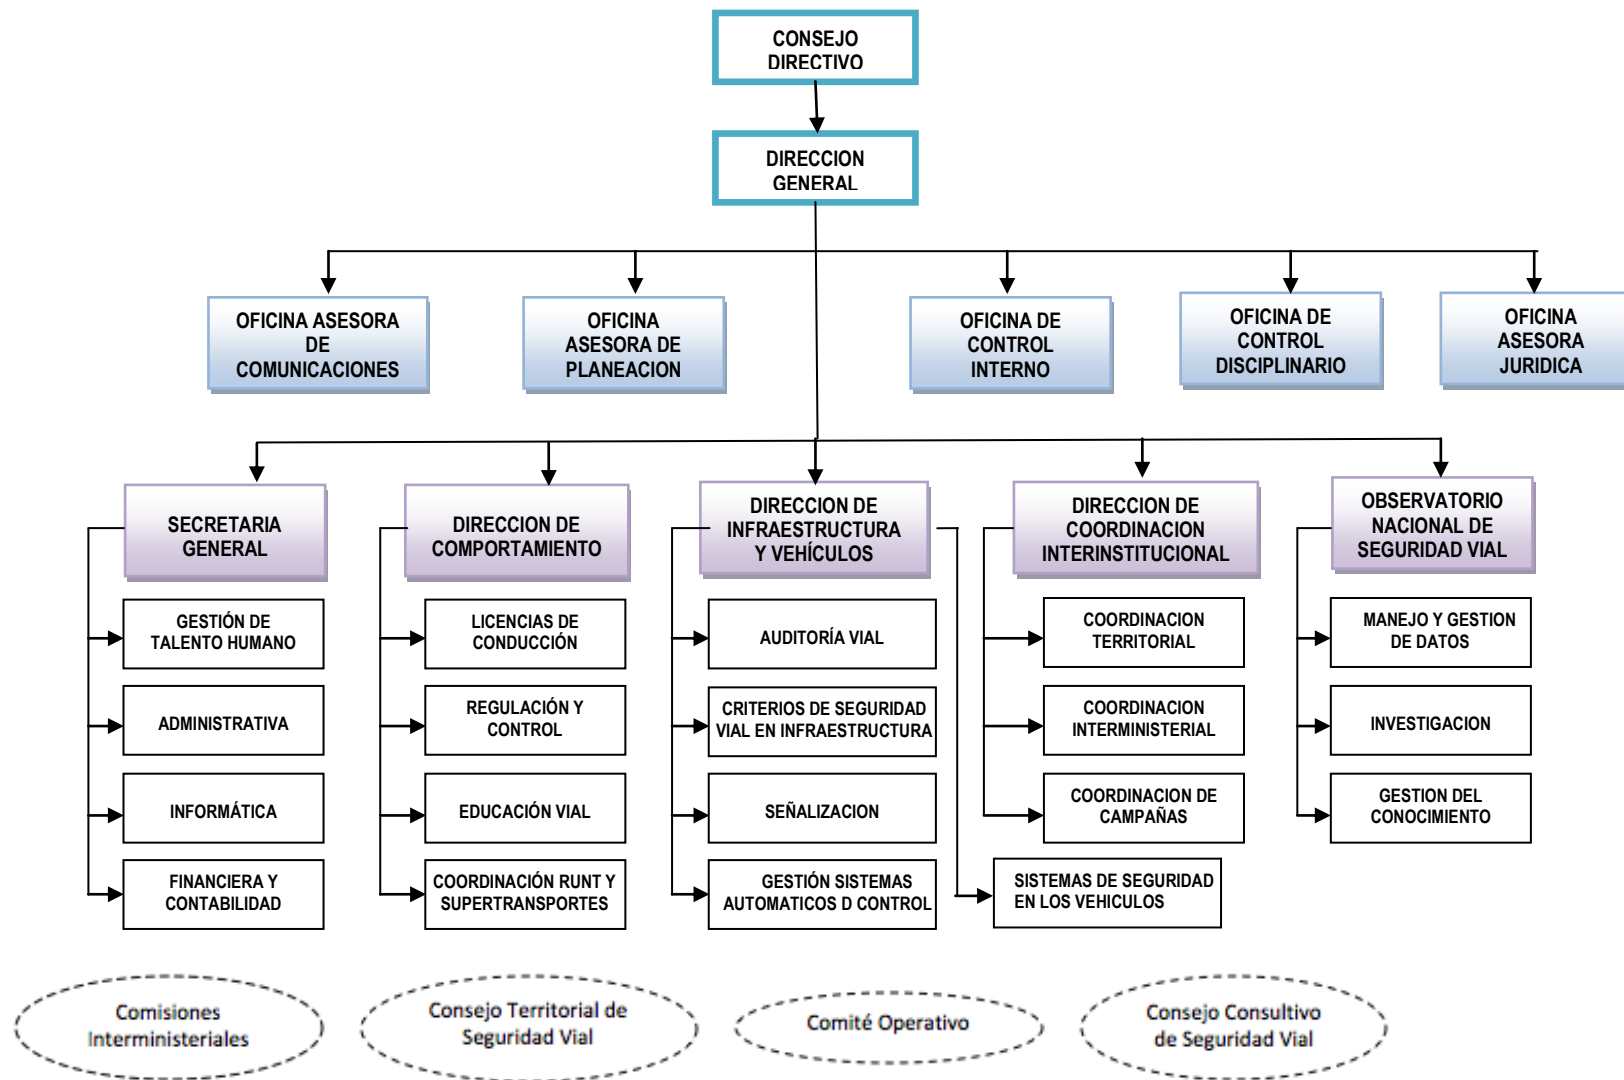 CONSEJO
DIRECTIVO
DIRECCION
GENERAL
OFICINA ASESORA
DE
COMUNICACIONES
OFICINA
ASESORA DE
PLANEACION
OFICINA DE
CONTROL
INTERNO
OFICINA DE
CONTROL
DISCIPLINARIO
OFICINA
ASESORA
JURIDICA
SECRETARIA
GENERAL
DIRECCION DE
COMPORTAMIENTO
DIRECCION DE
INFRAESTRUCTURA
Y VEHÍCULOS
DIRECCION DE
COORDINACION
INTERINSTITUCIONAL
OBSERVATORIO
NACIONAL DE
SEGURIDAD VIAL
GESTIÓN DE
TALENTO HUMANO
LICENCIAS DE
CONDUCCIÓN
AUDITORÍA VIAL
COORDINACION
TERRITORIAL
MANEJO Y GESTION
DE DATOS
ADMINISTRATIVA
REGULACIÓN Y
CONTROL
CRITERIOS DE SEGURIDAD
VIAL EN INFRAESTRUCTURA
COORDINACION
INTERMINISTERIAL
INVESTIGACION
INFORMÁTICA
EDUCACIÓN VIAL
SEÑALIZACION
COORDINACION DE
CAMPAÑAS
GESTION DEL
CONOCIMIENTO
FINANCIERA Y
CONTABILIDAD
COORDINACIÓN RUNT Y
SUPERTRANSPORTES
GESTIÓN SISTEMAS
AUTOMATICOS D CONTROL
SISTEMAS DE SEGURIDAD
EN LOS VEHICULOS
Comisiones
Interministeriales
Consejo Territorial de
Seguridad Vial
Comité Operativo
Consejo Consultivo
de Seguridad Vial